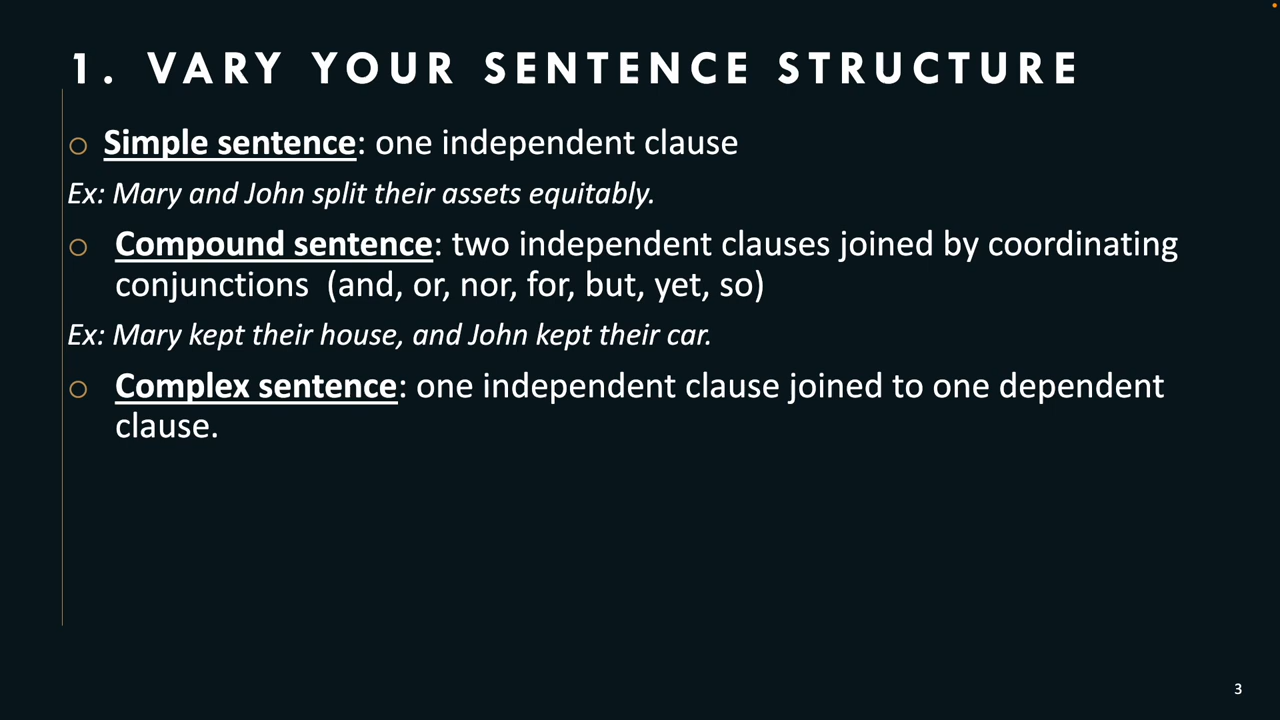 1. VARY YOUR SENTENCE STRUCTURE
Simple sentence: one independent clause
Ex: Mary and John split their assets equitably.
Compound sentence: two independent clauses joined by coordinating
conjunctions (and, or, nor, for, but, yet, so)
Ex: Mary kept their house, and John kept their car.
Complex sentence: one independent clause joined to one dependent
clause.
3